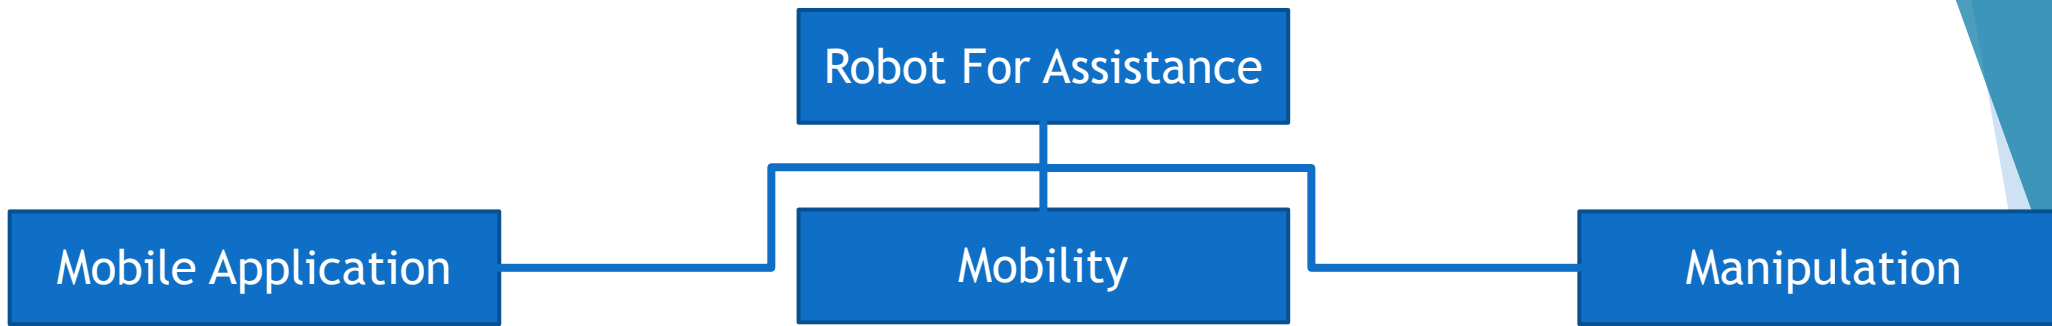 Robot For Assistance
Mobile Application
Mobility
Manipulation